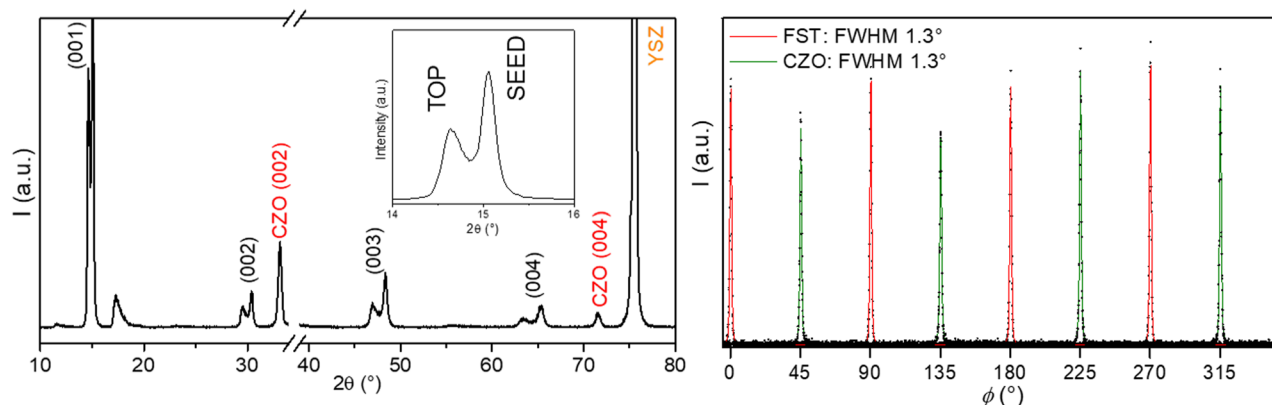 (001)
(002)
CZO (002)
(003)
(004)
CZO (004)
YSZ
I (a.u.)
10 20 30 40 50 60 70 80
2θ (°)
TOP
SEED
Intensity (a.u.)
14 15 16
2θ (°)
FST: FWHM 1.3°
CZO: FWHM 1.3°
I (a.u.)
0 45 90 135 180 225 270 315
ϕ (°)